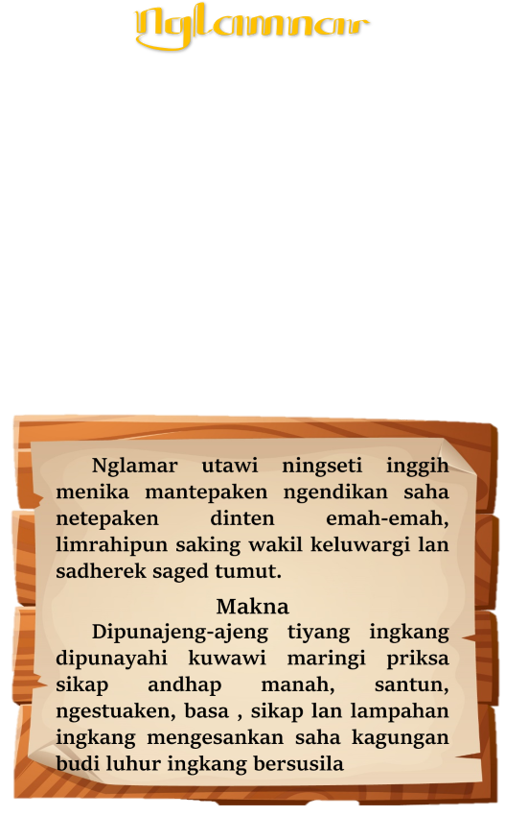 Nglamnar
Nglamar utawi ningseti inggih
menika mantepaken ngendikan saha
netepaken dinten emah-emah,
limrahipun saking wakil keluwargi lan
sadherek saged tumut.
Makna
Dipunajeng-ajeng tiyang ingkang
dipunayahi kuwawi maringi priksa
sikap andhap manah, santun,
ngestuaken, basa , sikap lan lampahan
ingkang mengesankan saha kagungan
budi luhur ingkang bersusila